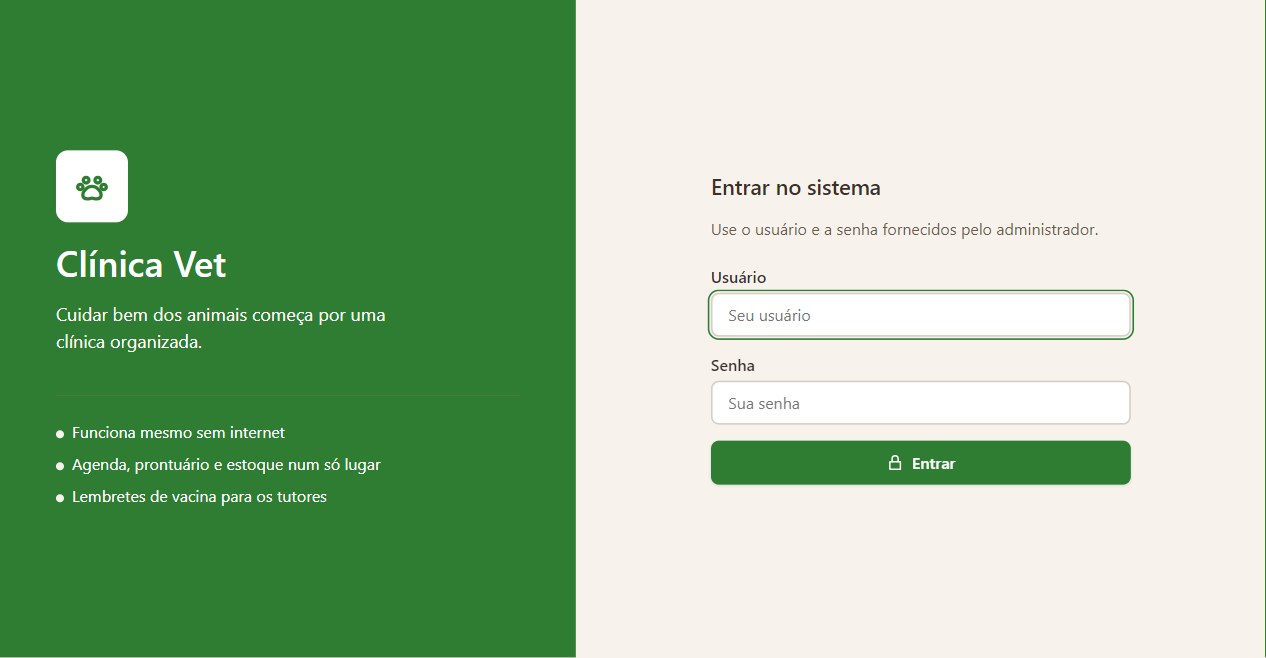 Clínica Vet
Cuidar bem dos animais começa por uma
clínica organizada.
Funciona mesmo sem internet
Agenda, prontuário e estoque num só lugar
Lembretes de vacina para os tutores
Entrar no sistema
Use o usuário e a senha fornecidos pelo administrador.
Usuário
Seu usuário
Senha
Sua senha
Entrar